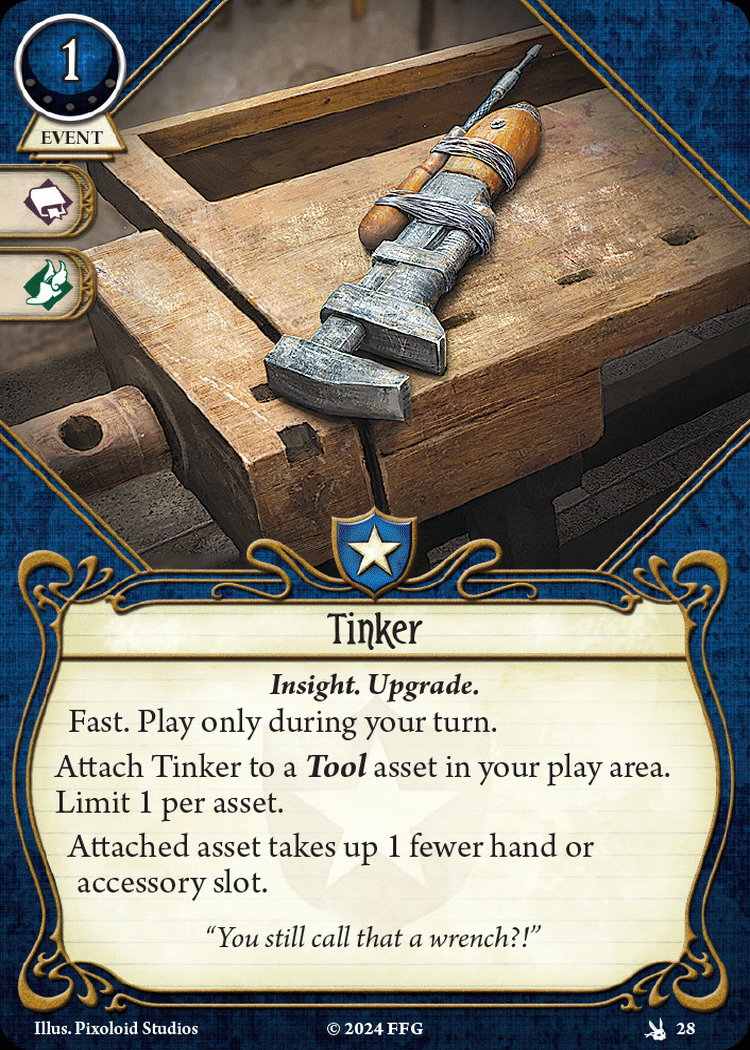 1
EVENT
Tinker
Insight. Upgrade.
Fast. Play only during your turn.
Attach Tinker to a Tool asset in your play area.
Limit 1 per asset.
Attached asset takes up 1 fewer hand or
accessory slot.
“You still call that a wrench?!”
Illus. Pixoloid Studios
© 2024 FFG
28